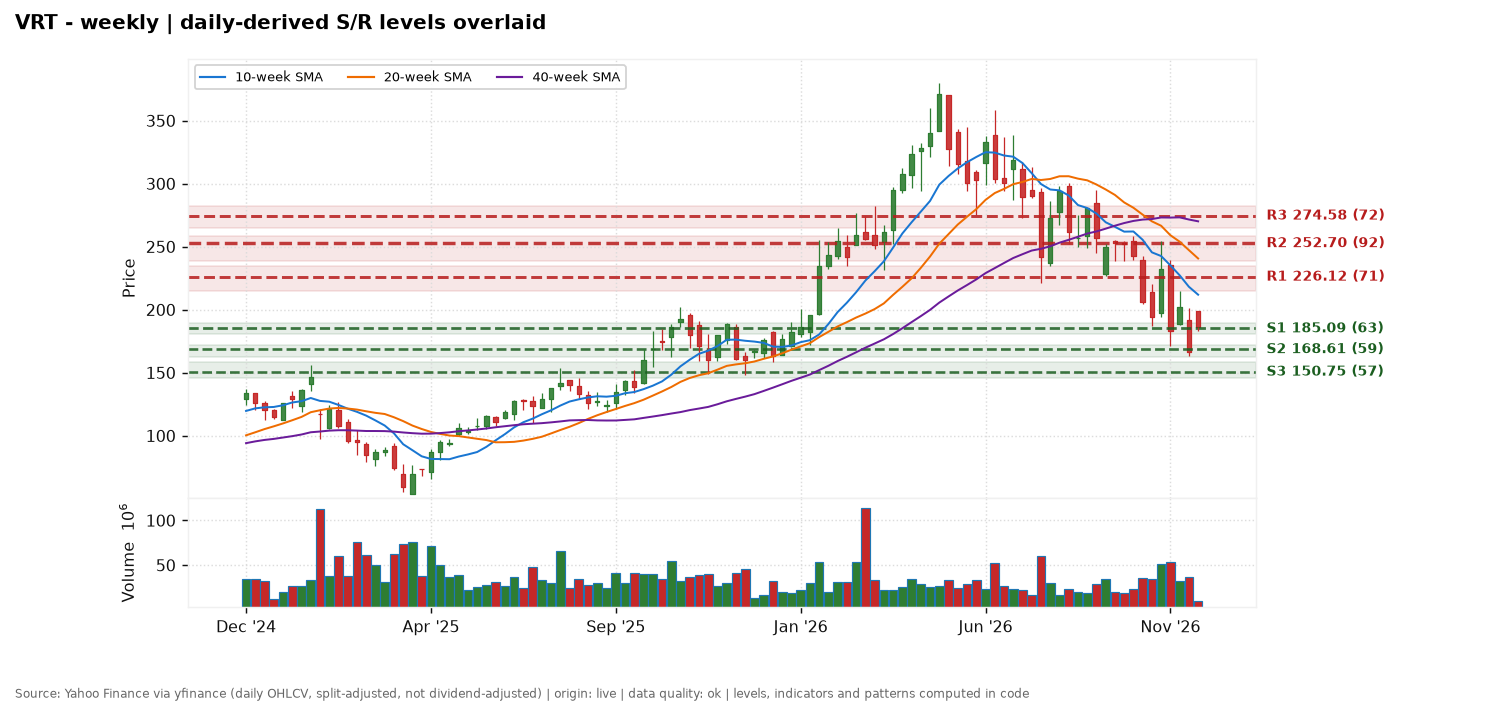 VRT - weekly | daily-derived S/R levels overlaid
10-week SMA
20-week SMA
40-week SMA
Price
350
300
250
200
150
100
R3 274.58 (72)
R2 252.70 (92)
R1 226.12 (71)
S1 185.09 (63)
S2 168.61 (59)
S3 150.75 (57)
Volume 10⁶
100
50
Dec '24
Apr '25
Sep '25
Jan '26
Jun '26
Nov '26
Source: Yahoo Finance via yfinance (daily OHLCV, split-adjusted, not dividend-adjusted) | origin: live | data quality: ok | levels, indicators and patterns computed in code